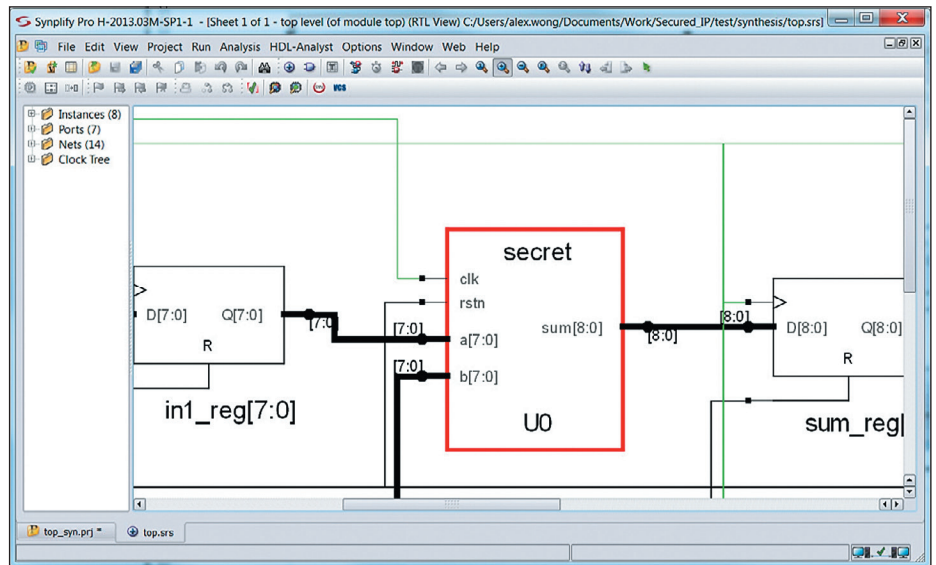 Synplify Pro H-2013.03M-SP1-1 - [Sheet 1 of 1 - top level (of module top) (RTL View) C:/Users/alex.wong/Documents/Work/Secured_IP/test/synthesis/top.srs]
File Edit View Project Run Analysis HDL-Analyst Options Window Web Help
VCS
Instances (8)
Ports (7)
Nets (14)
Clock Tree
secret
clk
rstn
D[7:0] Q[7:0] [7:0] [7:0] a[7:0] sum[8:0] [8:0] [8:0] D[8:0] Q[8:0]
R [7:0] b[7:0] R
in1_reg[7:0] U0 sum_reg[
top_syn.prj * top.srs